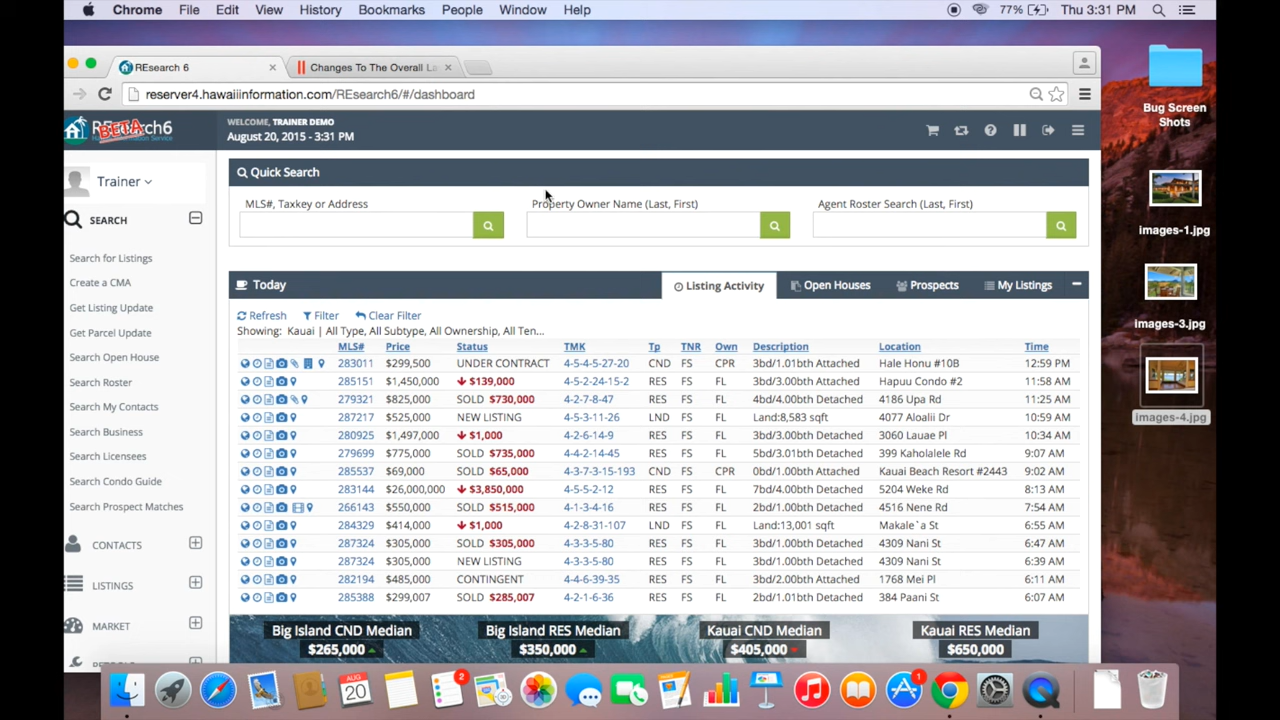 Chrome File Edit View History Bookmarks People Window Help 77% Thu 3:31 PM
REsearch 6 Changes To The Overall La
reserver4.hawaiiinformation.com/REsearch6/#/dashboard
Bug Screen
Shots
REsearch6
BETA
WELCOME, TRAINER DEMO
August 20, 2015 - 3:31 PM
Trainer
SEARCH
Search for Listings
Create a CMA
Get Listing Update
Get Parcel Update
Search Open House
Search Roster
Search My Contacts
Search Business
Search Licensees
Search Condo Guide
Search Prospect Matches
CONTACTS
LISTINGS
MARKET
Quick Search
MLS#, Taxkey or Address Property Owner Name (Last, First) Agent Roster Search (Last, First)
Today Listing Activity Open Houses Prospects My Listings
Refresh Filter Clear Filter
Showing: Kauai | All Type, All Subtype, All Ownership, All Ten...
MLS# Price Status TMK Tp TNR Own Description Location Time
283011 $299,500 UNDER CONTRACT 4-5-4-5-27-20 CND FS CPR 3bd/1.01bth Attached Hale Honu #10B 12:59 PM
285151 $1,450,000 $139,000 4-5-2-24-15-2 RES FS FL 3bd/3.00bth Attached Hapuu Condo #2 11:58 AM
279321 $825,000 SOLD $730,000 4-2-7-8-47 RES FS FL 4bd/4.00bth Detached 4186 Upa Rd 11:25 AM
287217 $525,000 NEW LISTING 4-5-3-11-26 LND FS FL Land:8,583 sqft 4077 Aloalii Dr 10:59 AM
280925 $1,497,000 $1,000 4-2-6-14-9 RES FS FL 3bd/3.00bth Detached 3060 Lauae Pl 10:34 AM
279699 $775,000 SOLD $735,000 4-4-2-14-45 RES FS FL 5bd/3.01bth Detached 399 Kaholalele Rd 9:07 AM
285537 $69,000 SOLD $65,000 4-3-7-3-15-193 CND FS CPR 0bd/1.00bth Attached Kauai Beach Resort #2443 9:02 AM
283144 $26,000,000 $3,850,000 4-5-5-2-12 RES FS FL 7bd/4.00bth Detached 5204 Weke Rd 8:13 AM
266143 $550,000 SOLD $515,000 4-1-3-4-16 RES FS FL 2bd/1.00bth Detached 4516 Nene Rd 7:54 AM
284329 $414,000 $1,000 4-2-8-31-107 LND FS FL Land:13,001 sqft Makale`a St 6:55 AM
287324 $305,000 SOLD $305,000 4-3-3-5-80 RES FS FL 3bd/1.00bth Detached 4309 Nani St 6:47 AM
287324 $305,000 NEW LISTING 4-3-3-5-80 RES FS FL 3bd/1.00bth Detached 4309 Nani St 6:39 AM
282194 $485,000 CONTINGENT 4-4-6-39-35 RES FS FL 3bd/2.00bth Attached 1768 Mei Pl 6:11 AM
285388 $299,007 SOLD $285,007 4-2-1-6-36 RES FS FL 2bd/1.01bth Detached 384 Paani St 6:07 AM
Big Island CND Median Big Island RES Median Kauai CND Median Kauai RES Median
$265,000 $350,000 $405,000 $650,000
images-1.jpg
images-3.jpg
images-4.jpg
AUG
20
2
1